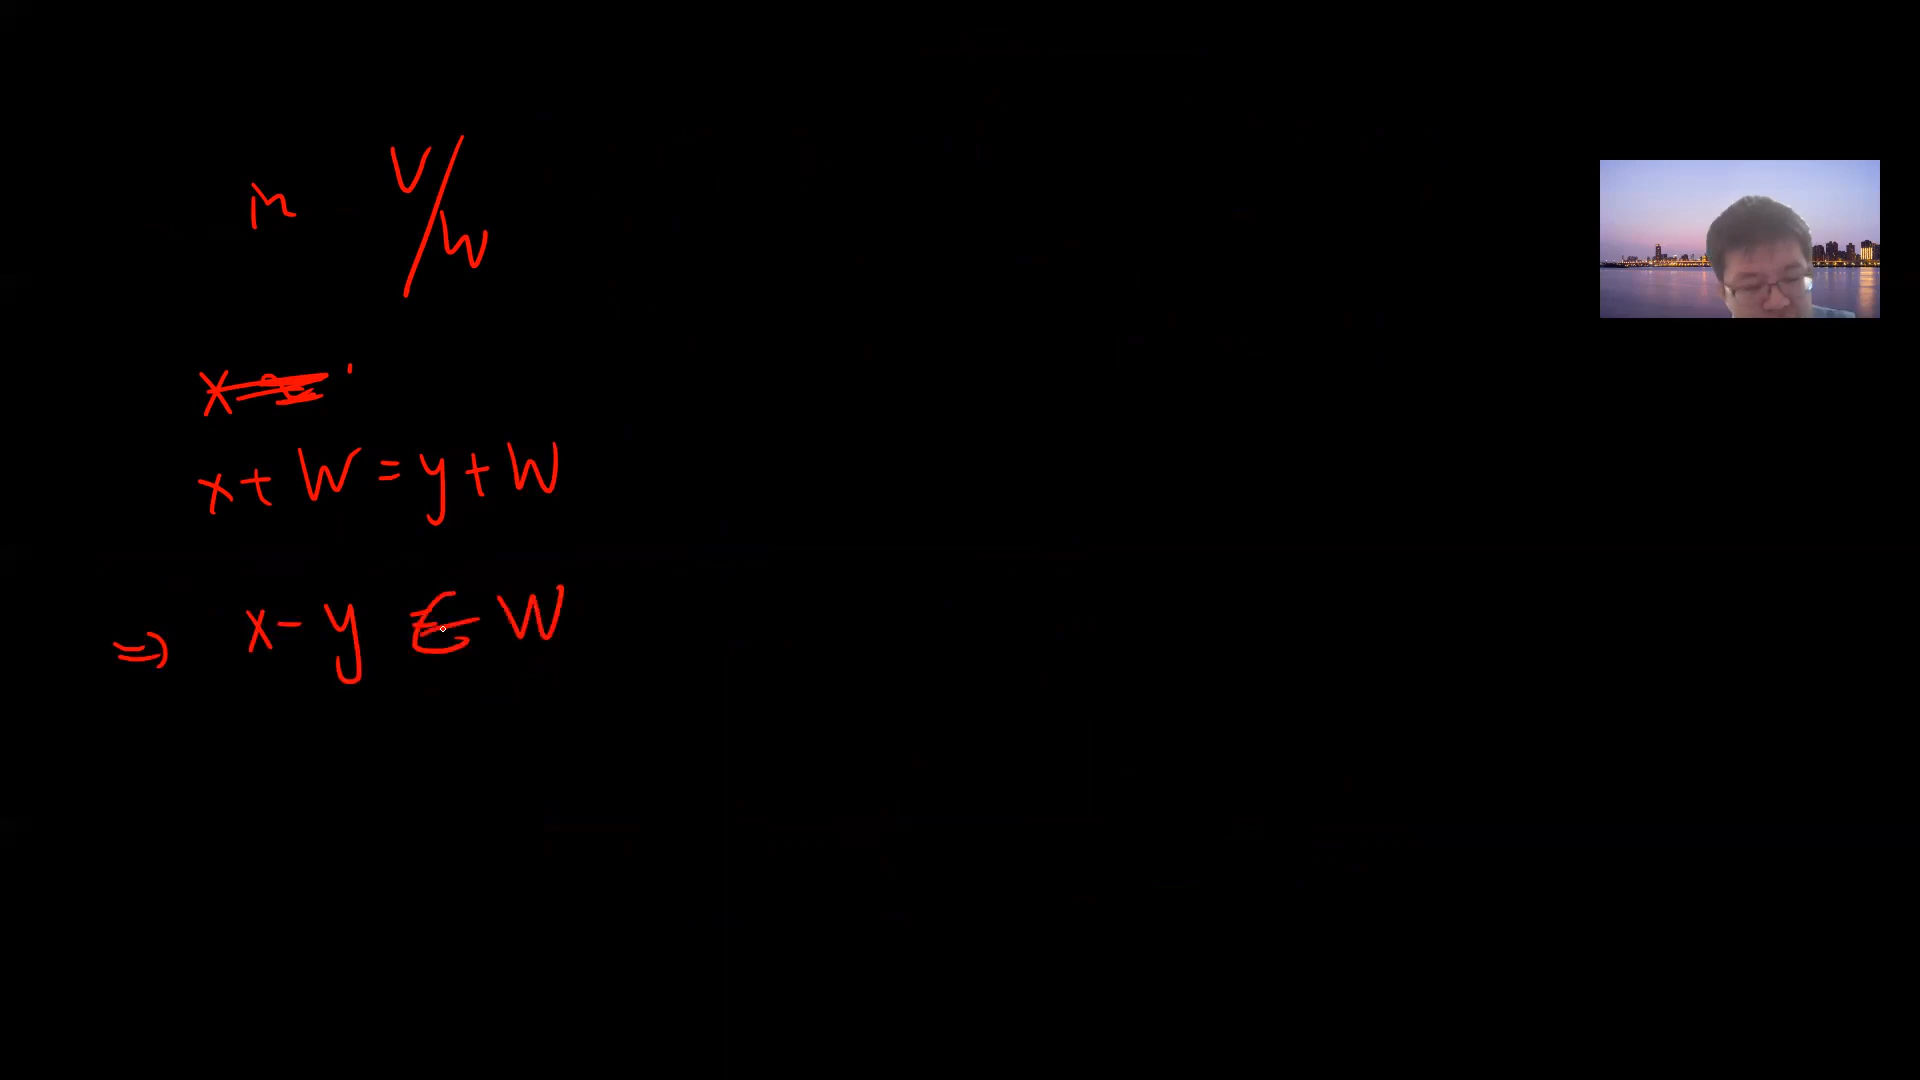 in V/W
x
x + W = y + W
⇒ x - y ∈ W